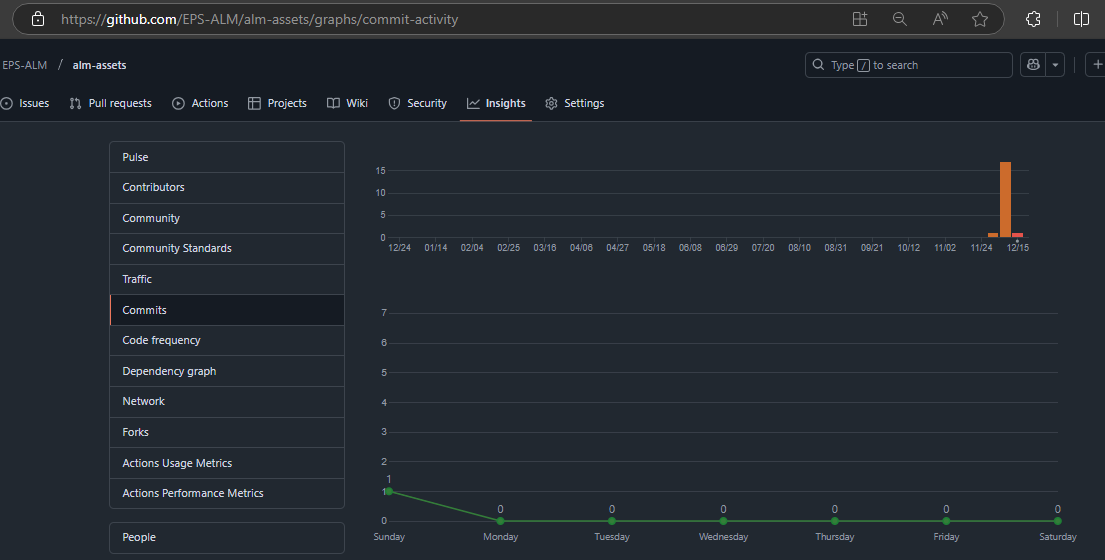 https://github.com/EPS-ALM/alm-assets/graphs/commit-activity
EPS-ALM / alm-assets
Type / to search
Issues Pull requests Actions Projects Wiki Security Insights Settings
Pulse
Contributors
Community
Community Standards
Traffic
Commits
Code frequency
Dependency graph
Network
Forks
Actions Usage Metrics
Actions Performance Metrics
People
15
10
5
0
12/24 01/14 02/04 02/25 03/16 04/06 04/27 05/18 06/08 06/29 07/20 08/10 08/31 09/21 10/12 11/02 11/24 12/15
7
6
5
4
3
2
1
1
0
0 0 0 0 0 0
Sunday Monday Tuesday Wednesday Thursday Friday Saturday